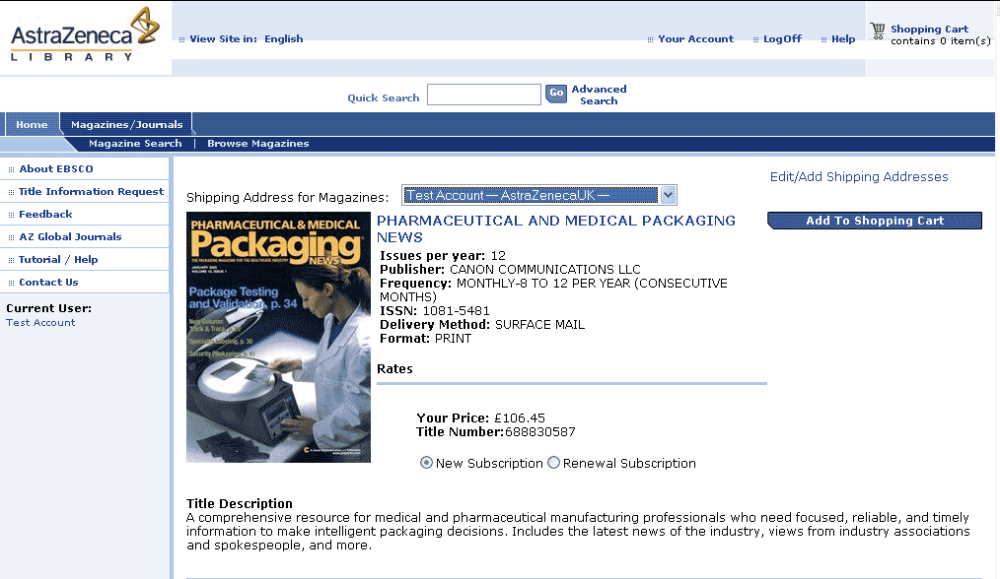 AstraZeneca
LIBRARY
View Site in: English
Your Account
LogOff
Help
Shopping Cart
contains 0 item(s)
Quick Search
Go
Advanced
Search
Home
Magazines/Journals
Magazine Search | Browse Magazines
About EBSCO
Title Information Request
Feedback
AZ Global Journals
Tutorial / Help
Contact Us
Current User:
Test Account
Shipping Address for Magazines:
Test Account — AstraZenecaUK —
Edit/Add Shipping Addresses
Add To Shopping Cart
PHARMACEUTICAL & MEDICAL
Packaging
NEWS
THE PACKAGING MAGAZINE FOR THE HEALTHCARE INDUSTRY
Package Testing
and Validation, p. 34
PHARMACEUTICAL AND MEDICAL PACKAGING
NEWS
Issues per year: 12
Publisher: CANON COMMUNICATIONS LLC
Frequency: MONTHLY-8 TO 12 PER YEAR (CONSECUTIVE
MONTHS)
ISSN: 1081-5481
Delivery Method: SURFACE MAIL
Format: PRINT
Rates
Your Price: £106.45
Title Number:688830587
New Subscription
Renewal Subscription
Title Description
A comprehensive resource for medical and pharmaceutical manufacturing professionals who need focused, reliable, and timely
information to make intelligent packaging decisions. Includes the latest news of the industry, views from industry associations
and spokespeople, and more.